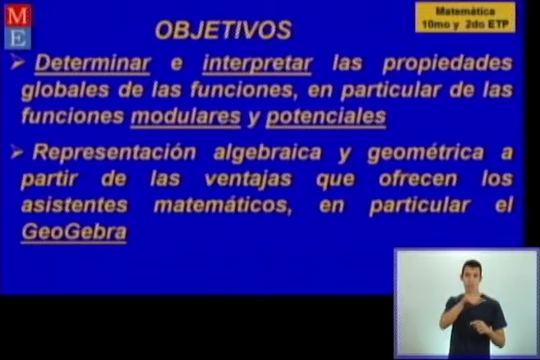 M
E
Matemática
10mo y 2do ETP
OBJETIVOS
➤ Determinar e interpretar las propiedades
globales de las funciones, en particular de las
funciones modulares y potenciales
➤ Representación algebraica y geométrica a
partir de las ventajas que ofrecen los
asistentes matemáticos, en particular el
GeoGebra